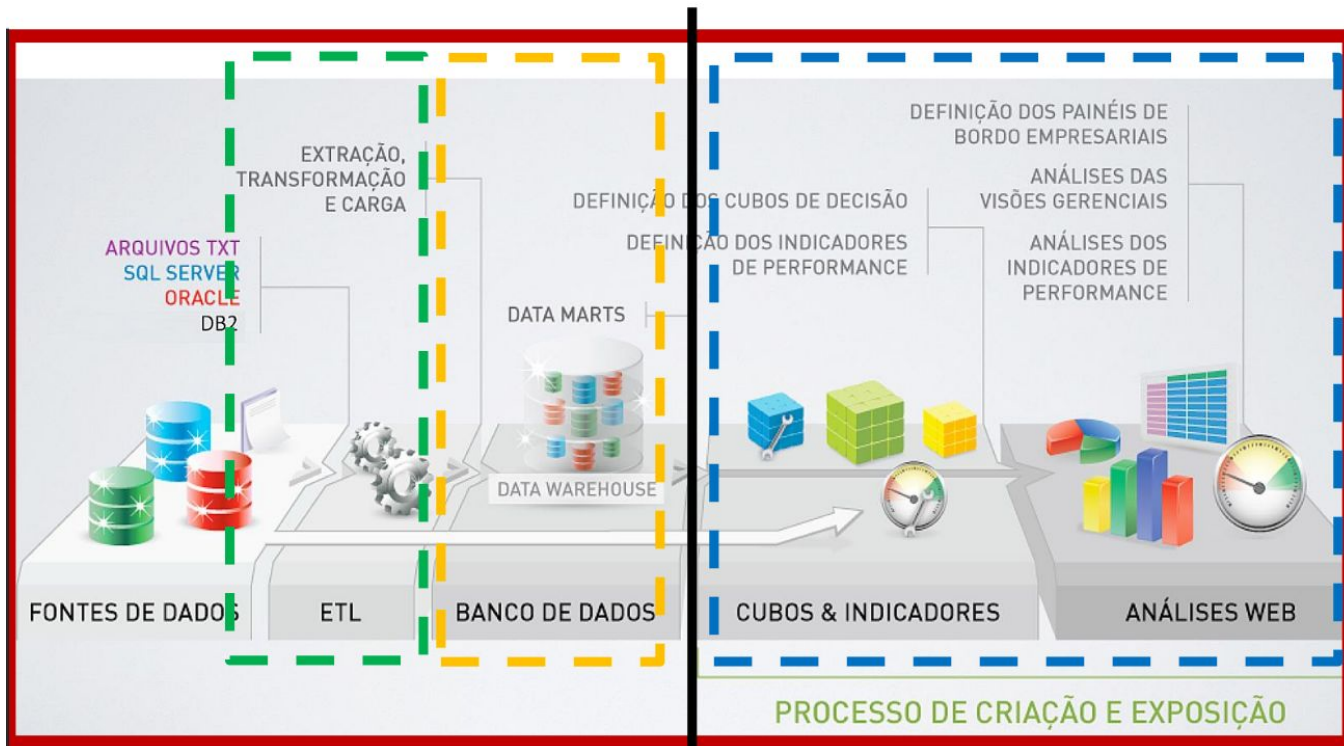 EXTRAÇÃO,
TRANSFORMAÇÃO
E CARGA
ARQUIVOS TXT
SQL SERVER
ORACLE
DB2
DEFINIÇÃO DOS CUBOS DE DECISÃO
DEFINIÇÃO DOS INDICADORES
DE PERFORMANCE
DATA MARTS
DATA WAREHOUSE
DEFINIÇÃO DOS PAINÉIS DE
BORDO EMPRESARIAIS
ANÁLISES DAS
VISÕES GERENCIAIS
ANÁLISES DOS
INDICADORES DE
PERFORMANCE
FONTES DE DADOS
ETL
BANCO DE DADOS
CUBOS & INDICADORES
ANÁLISES WEB
PROCESSO DE CRIAÇÃO E EXPOSIÇÃO